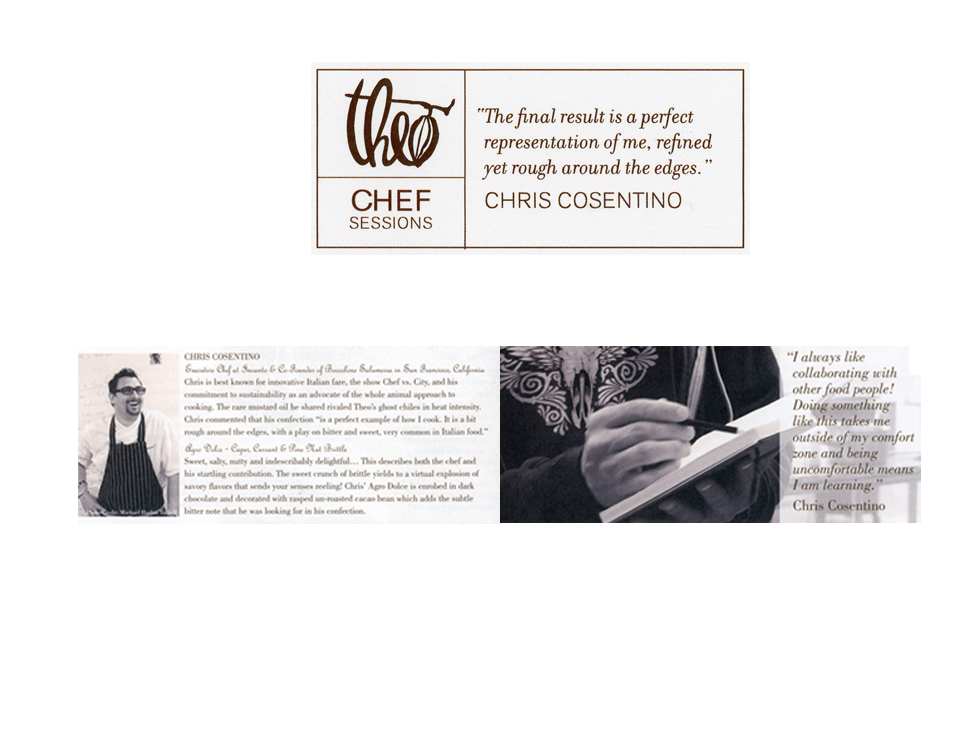 theo
CHEF
SESSIONS
"The final result is a perfect
representation of me, refined
yet rough around the edges."
CHRIS COSENTINO
CHRIS COSENTINO
Executive Chef at Incanto & Co-Founder of Boccalone Salumeria in San Francisco, California
Chris is best known for innovative Italian fare, the show Chef vs. City, and his
commitment to sustainability as an advocate of the whole animal approach to
cooking. The rare mustard oil he shared rivaled Theo's ghost chiles in heat intensity.
Chris commented that his confection "is a perfect example of how I cook. It is a bit
rough around the edges, with a play on bitter and sweet, very common in Italian food."
Agro Dolce - Caper, Currant & Pine Nut Brittle
Sweet, salty, nutty and indescribably delightful... This describes both the chef and
his startling contribution. The sweet crunch of brittle yields to a virtual explosion of
savory flavors that sends your senses reeling! Chris' Agro Dolce is enrobed in dark
chocolate and decorated with rasped un-roasted cacao bean which adds the subtle
bitter note that he was looking for in his confection.
"I always like
collaborating with
other food people!
Doing something
like this takes me
outside of my comfort
zone and being
uncomfortable means
I am learning."
Chris Cosentino